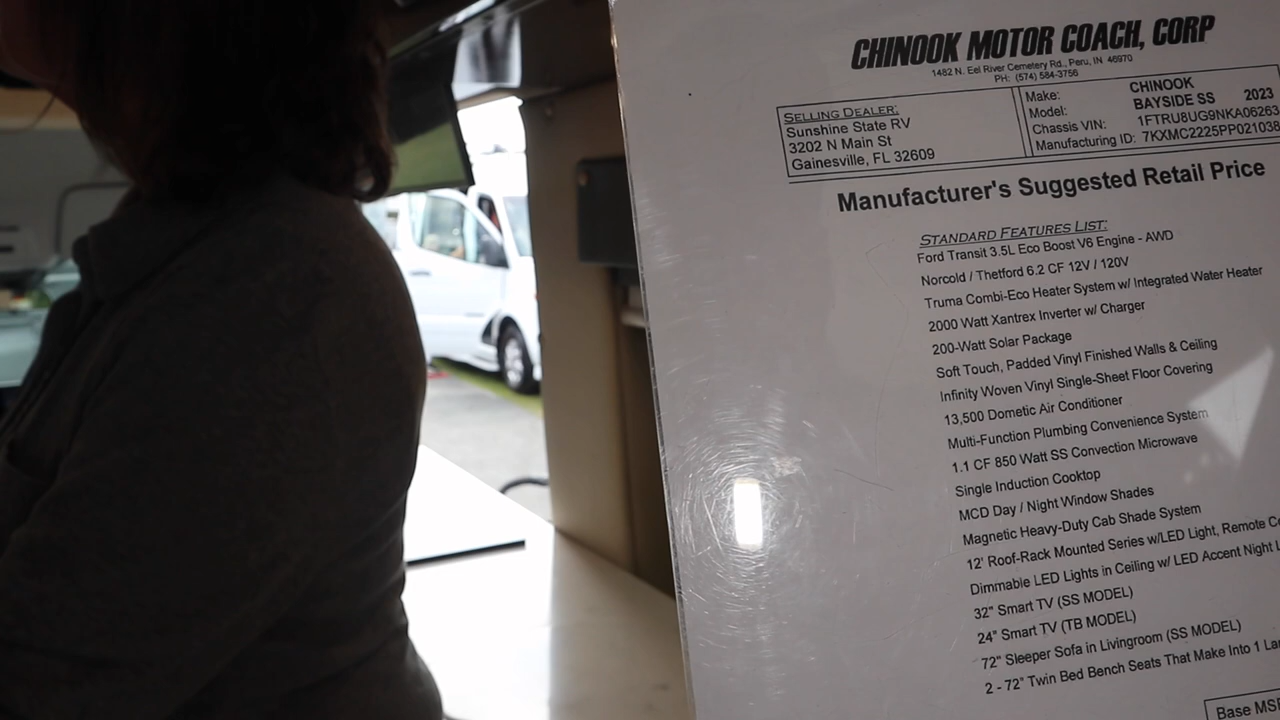 CHINOOK MOTOR COACH, CORP
1482 N. Eel River Cemetery Rd., Peru, IN 46970
PH: (574) 584-3756
SELLING DEALER:
Sunshine State RV
3202 N Main St
Gainesville, FL 32609
Make: CHINOOK
Model: BAYSIDE SS 2023
Chassis VIN: 1FTRU8UG9NKA06263
Manufacturing ID: 7KXMC2225PP021038
Manufacturer's Suggested Retail Price
STANDARD FEATURES LIST:
Ford Transit 3.5L Eco Boost V6 Engine - AWD
Norcold / Thetford 6.2 CF 12V / 120V
Truma Combi-Eco Heater System w/ Integrated Water Heater
2000 Watt Xantrex Inverter w/ Charger
200-Watt Solar Package
Soft Touch, Padded Vinyl Finished Walls & Ceiling
Infinity Woven Vinyl Single-Sheet Floor Covering
13,500 Dometic Air Conditioner
Multi-Function Plumbing Convenience System
1.1 CF 850 Watt SS Convection Microwave
Single Induction Cooktop
MCD Day / Night Window Shades
Magnetic Heavy-Duty Cab Shade System
12' Roof-Rack Mounted Series w/LED Light, Remote
Dimmable LED Lights in Ceiling w/ LED Accent Night
32" Smart TV (SS MODEL)
24" Smart TV (TB MODEL)
72" Sleeper Sofa in Livingroom (SS MODEL)
2 - 72" Twin Bed Bench Seats That Make Into 1
Base